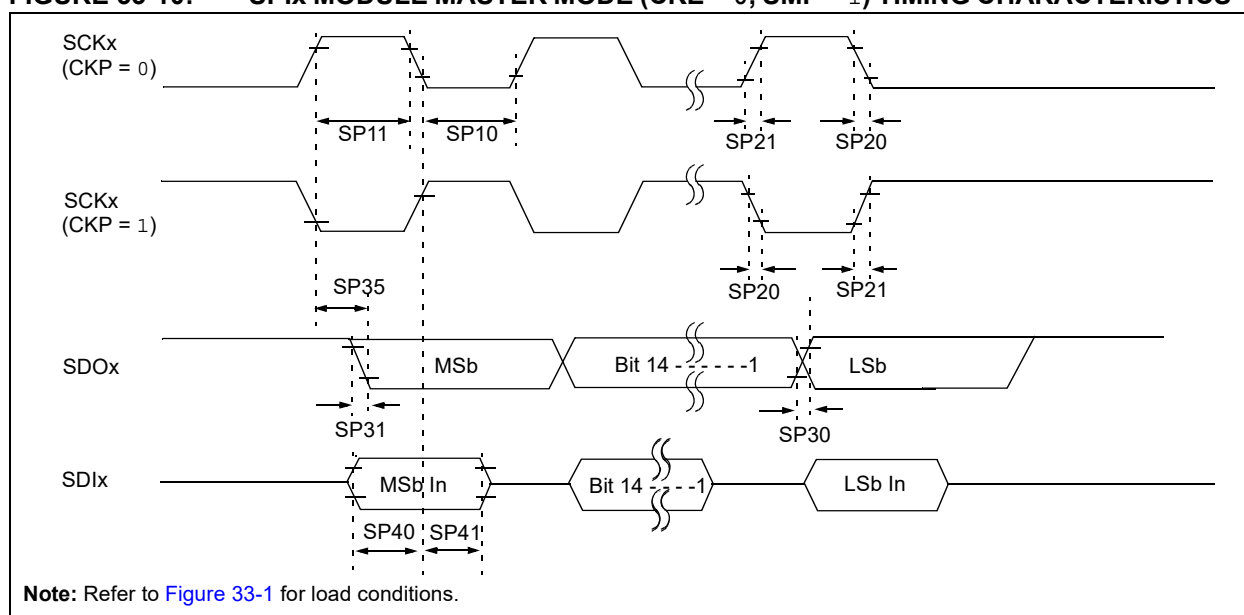 SCKx
(CKP = 0)
SP11
SP10
SP21
SP20
SCKx
(CKP = 1)
SP35
SP20
SP21
SDOx
MSb
Bit 14 - - - - - -1
LSb
SP31
SP30
SDIx
MSb In
Bit 14 - - - -1
LSb In
SP40
SP41
Note: Refer to Figure 33-1 for load conditions.